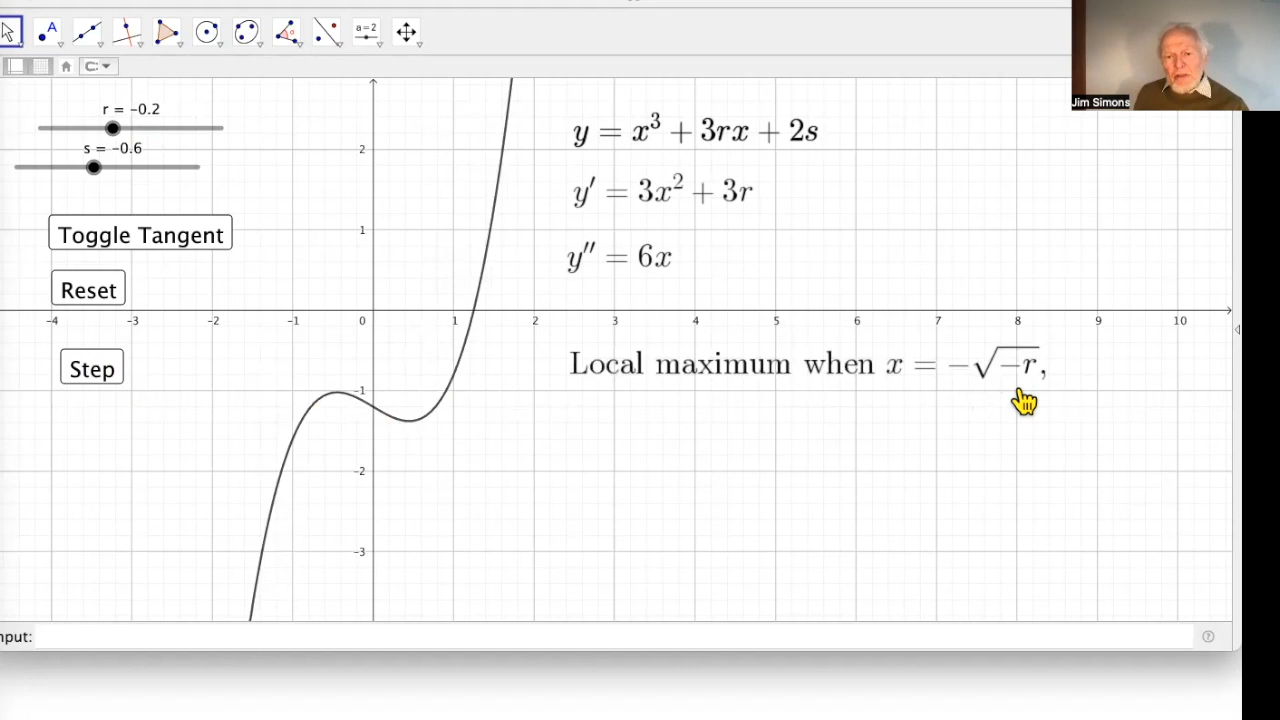 A
a = 2
r = −0.2
s = −0.6
Toggle Tangent
Reset
Step
y = x³ + 3rx + 2s
y′ = 3x² + 3r
y″ = 6x
Local maximum when x = −√−r,
2
1
-4 -3 -2 -1 0 1 2 3 4 5 6 7 8 9 10
-1
-2
-3
nput:
Jim Simons